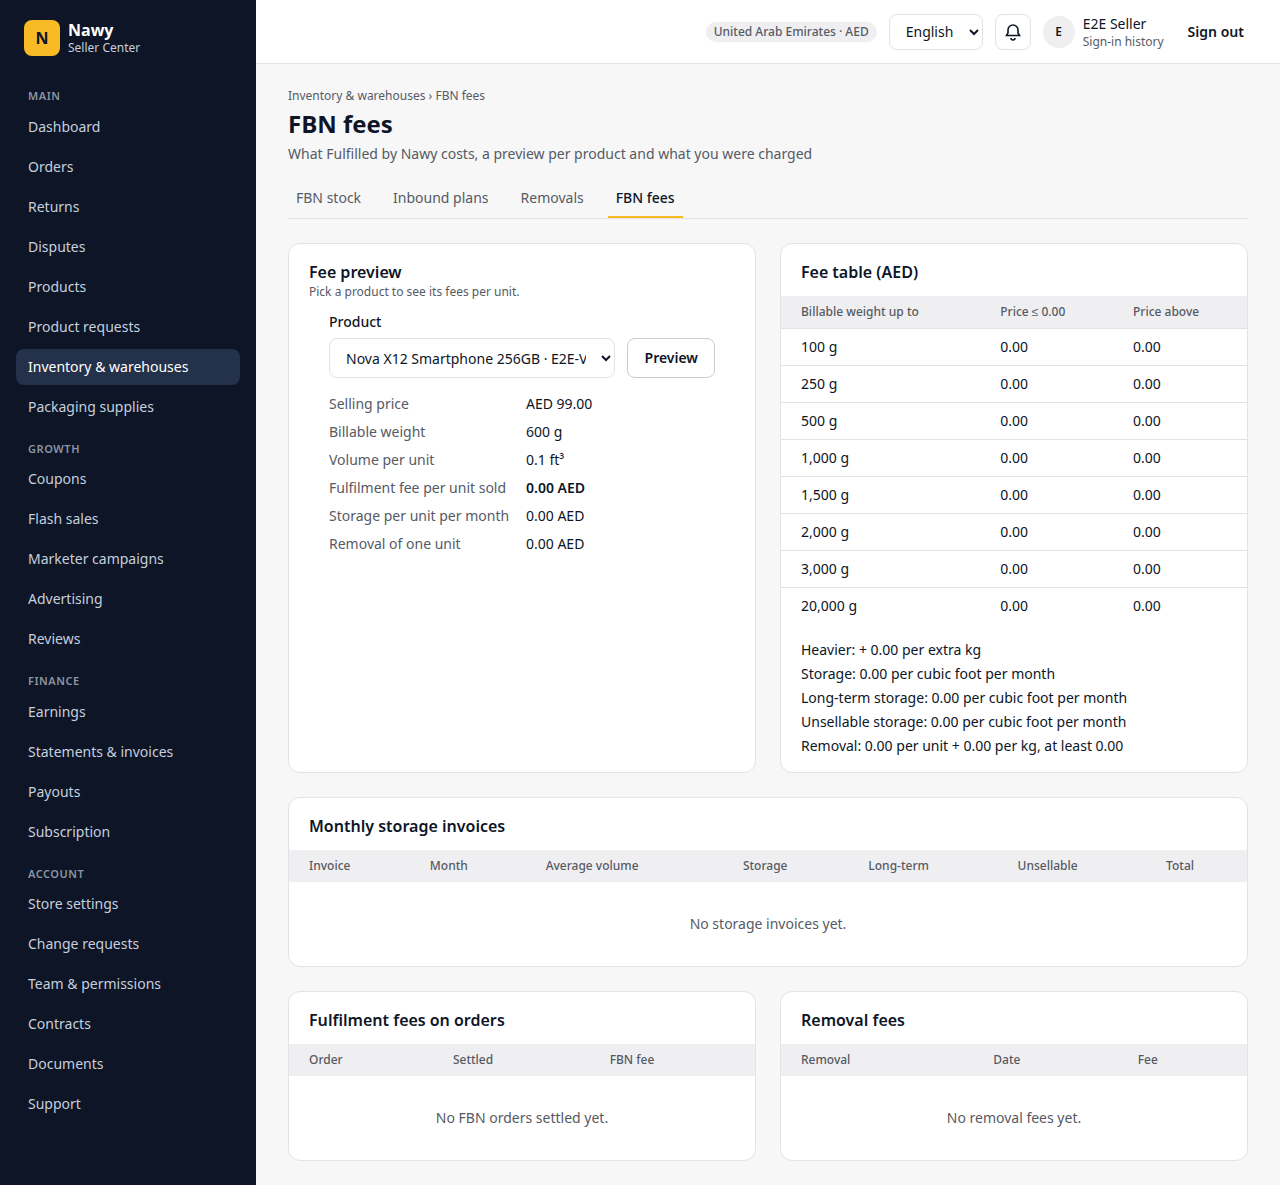 N
Nawy
Seller Center
MAIN
Dashboard
Orders
Returns
Disputes
Products
Product requests
Inventory & warehouses
Packaging supplies
GROWTH
Coupons
Flash sales
Marketer campaigns
Advertising
Reviews
FINANCE
Earnings
Statements & invoices
Payouts
Subscription
ACCOUNT
Store settings
Change requests
Team & permissions
Contracts
Documents
Support
United Arab Emirates · AED
English
E
E2E Seller
Sign-in history
Sign out
Inventory & warehouses › FBN fees
FBN fees
What Fulfilled by Nawy costs, a preview per product and what you were charged
FBN stock Inbound plans Removals FBN fees
Fee preview
Pick a product to see its fees per unit.
Product
Nova X12 Smartphone 256GB · E2E-V
Preview
Selling price AED 99.00
Billable weight 600 g
Volume per unit 0.1 ft³
Fulfilment fee per unit sold 0.00 AED
Storage per unit per month 0.00 AED
Removal of one unit 0.00 AED
Fee table (AED)
Billable weight up to Price ≤ 0.00 Price above
100 g 0.00 0.00
250 g 0.00 0.00
500 g 0.00 0.00
1,000 g 0.00 0.00
1,500 g 0.00 0.00
2,000 g 0.00 0.00
3,000 g 0.00 0.00
20,000 g 0.00 0.00
Heavier: + 0.00 per extra kg
Storage: 0.00 per cubic foot per month
Long-term storage: 0.00 per cubic foot per month
Unsellable storage: 0.00 per cubic foot per month
Removal: 0.00 per unit + 0.00 per kg, at least 0.00
Monthly storage invoices
Invoice Month Average volume Storage Long-term Unsellable Total
No storage invoices yet.
Fulfilment fees on orders
Order Settled FBN fee
No FBN orders settled yet.
Removal fees
Removal Date Fee
No removal fees yet.